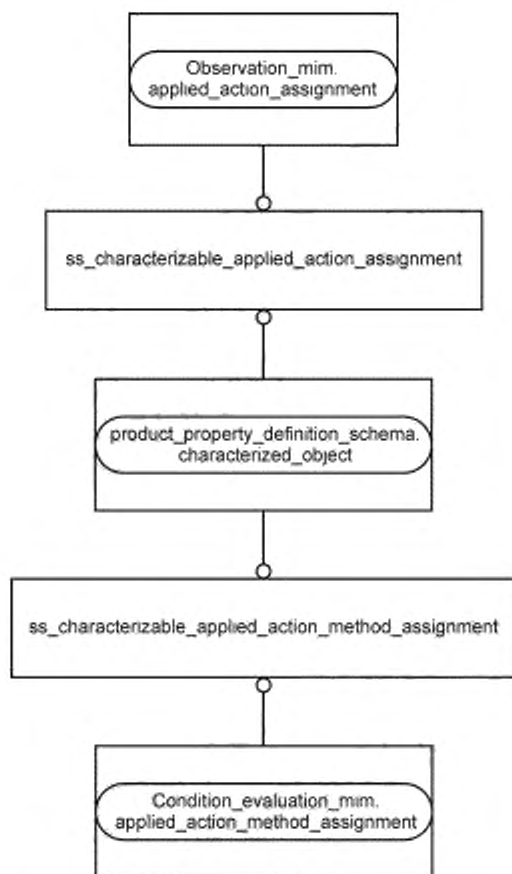 Observation_mim.
applied_action_assignment
ss_characterizable_applied_action_assignment
product_property_definition_schema.
characterized_object
ss_characterizable_applied_action_method_assignment
Condition_evaluation_mim.
applied_action_method_assignment